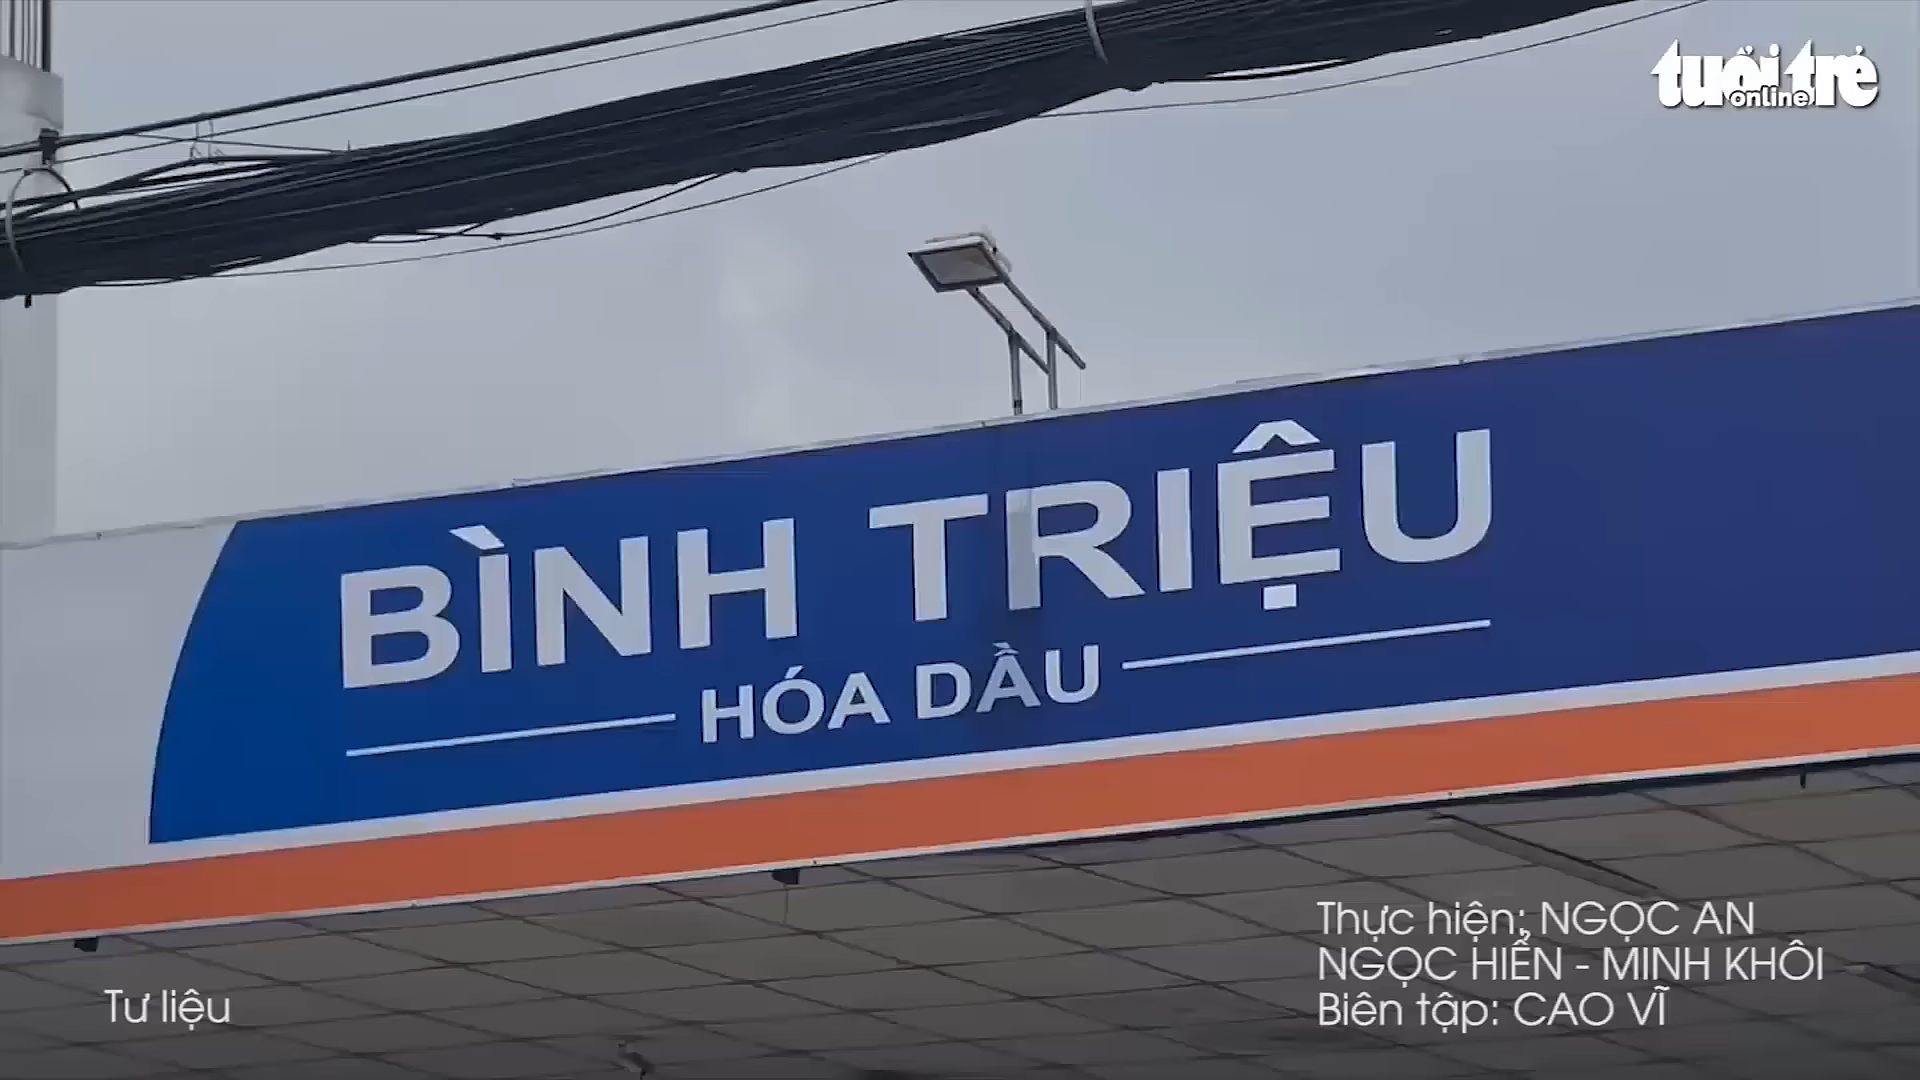 tuổi trẻ
online
BÌNH TRIỆU
HÓA DẦU
Thực hiện: NGỌC AN
NGỌC HIỂN - MINH KHÔI
Biên tập: CAO VĨ
Tư liệu